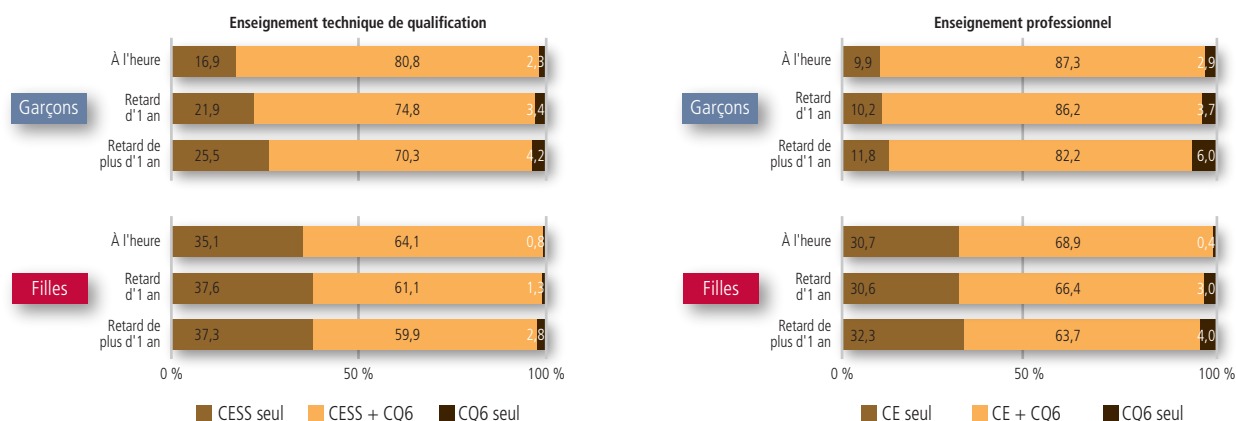 Enseignement technique de qualification
À l'heure 16,9 80,8 2,3
Garçons
Retard
d'1 an 21,9 74,8 3,4
Retard de
plus d'1 an 25,5 70,3 4,2
À l'heure 35,1 64,1 0,8
Filles
Retard
d'1 an 37,6 61,1 1,3
Retard de
plus d'1 an 37,3 59,9 2,8
0 % 50 % 100 %
CESS seul CESS + CQ6 CQ6 seul
Enseignement professionnel
À l'heure 9,9 87,3 2,9
Garçons
Retard
d'1 an 10,2 86,2 3,7
Retard de
plus d'1 an 11,8 82,2 6,0
À l'heure 30,7 68,9 0,4
Filles
Retard
d'1 an 30,6 66,4 3,0
Retard de
plus d'1 an 32,3 63,7 4,0
0 % 50 % 100 %
CE seul CE + CQ6 CQ6 seul